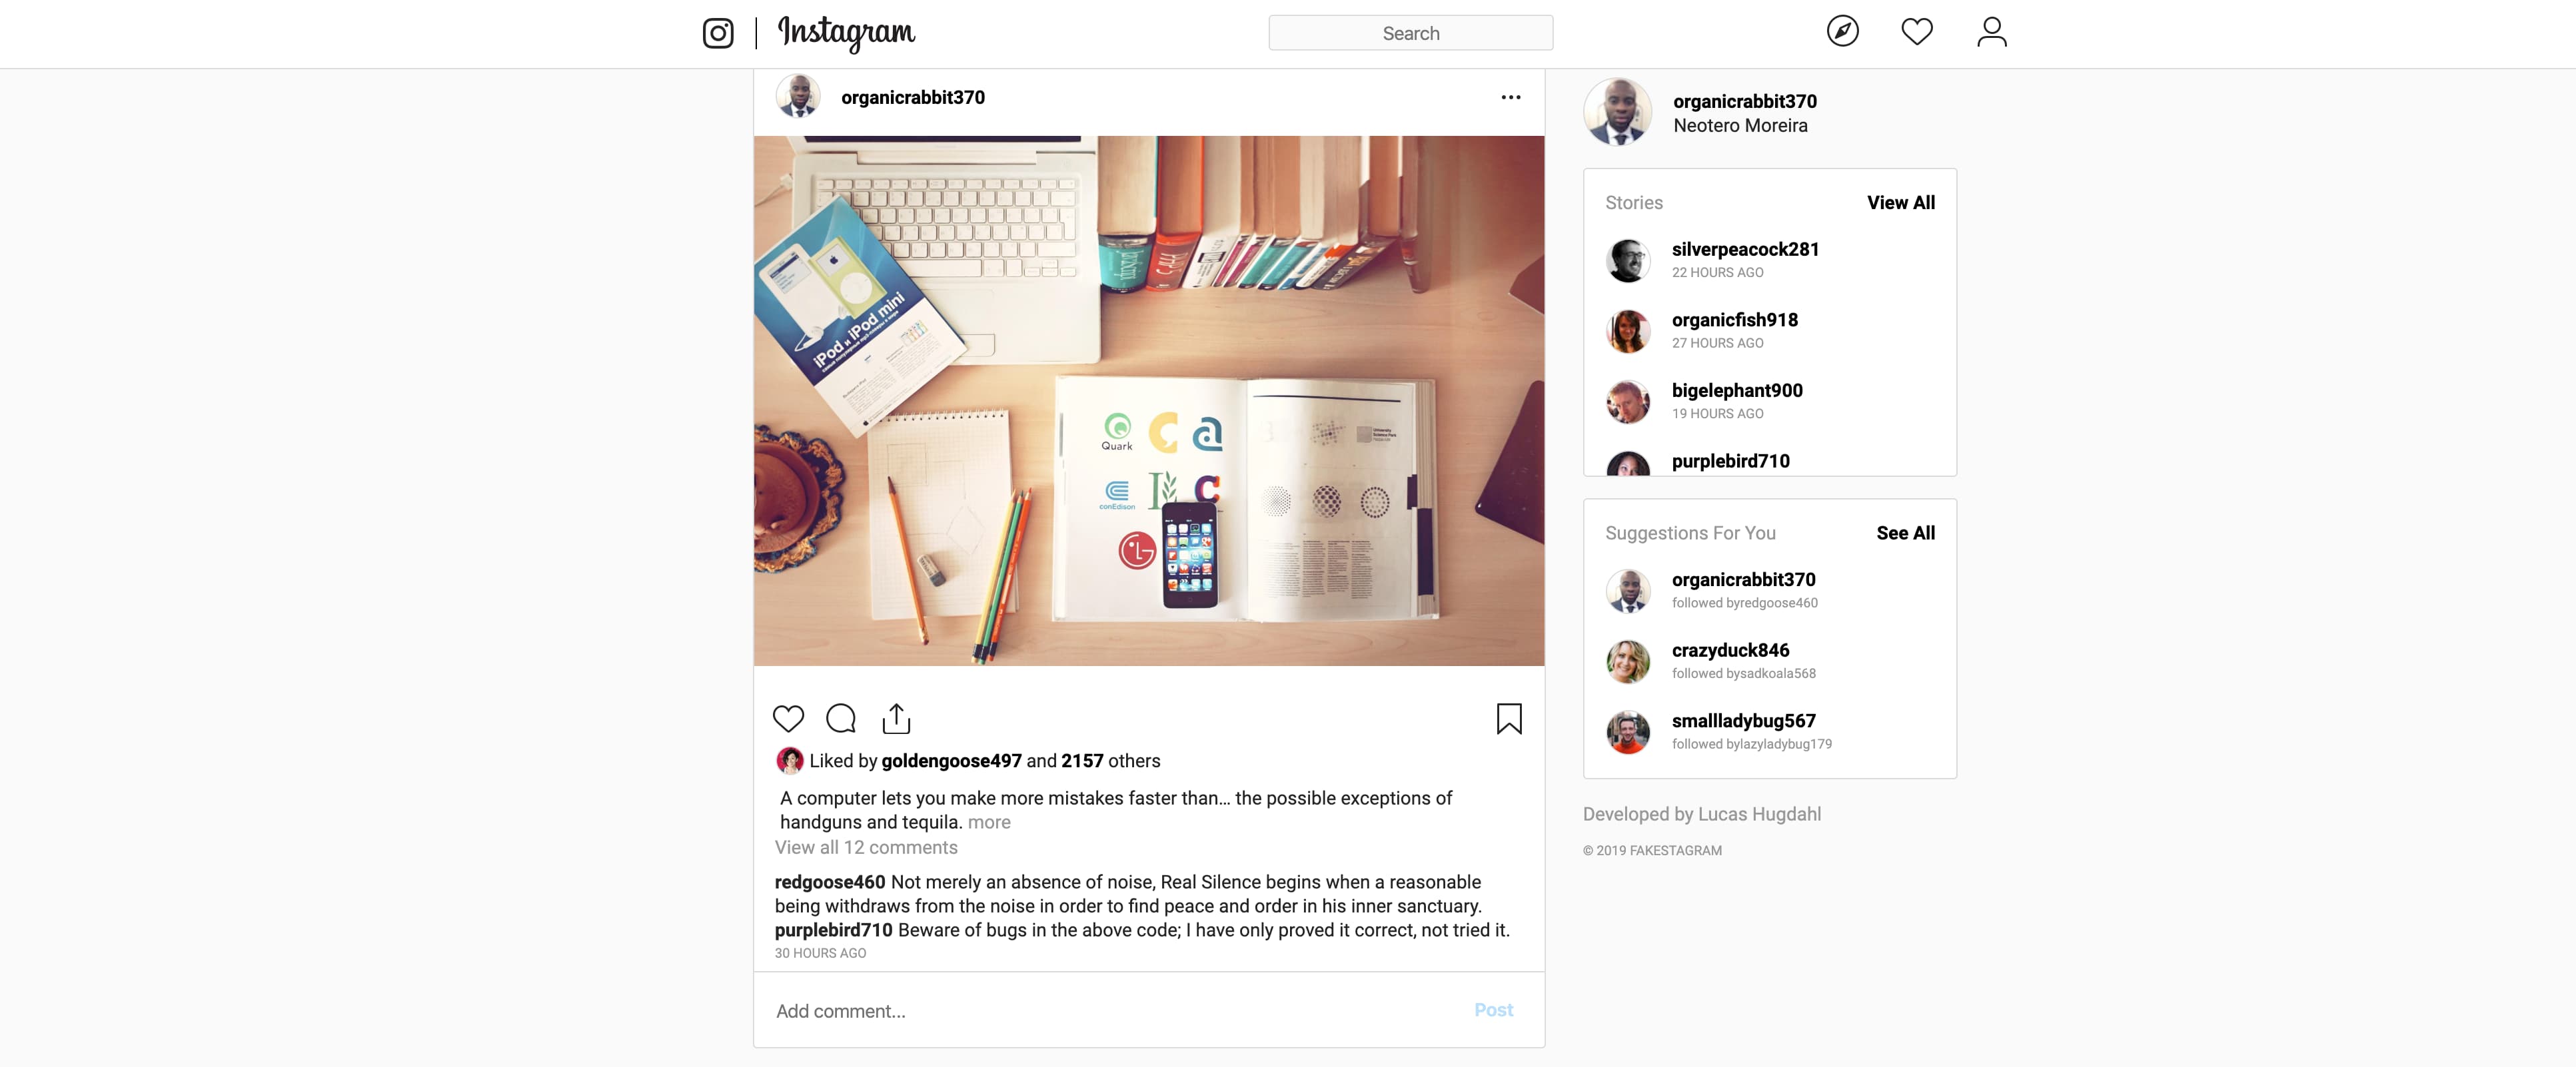 Instagram
Search
organicrabbit370
iPod и iPod mini
Quark
conEdison
LG
University
Science Park
Liked by goldengoose497 and 2157 others
A computer lets you make more mistakes faster than… the possible exceptions of
handguns and tequila. more
View all 12 comments
redgoose460 Not merely an absence of noise, Real Silence begins when a reasonable
being withdraws from the noise in order to find peace and order in his inner sanctuary.
purplebird710 Beware of bugs in the above code; I have only proved it correct, not tried it.
30 HOURS AGO
Add comment...
Post
organicrabbit370
Neotero Moreira
Stories
View All
silverpeacock281
22 HOURS AGO
organicfish918
27 HOURS AGO
bigelephant900
19 HOURS AGO
purplebird710
Suggestions For You
See All
organicrabbit370
followed byredgoose460
crazyduck846
followed bysadkoala568
smallladybug567
followed bylazyladybug179
Developed by Lucas Hugdahl
© 2019 FAKESTAGRAM